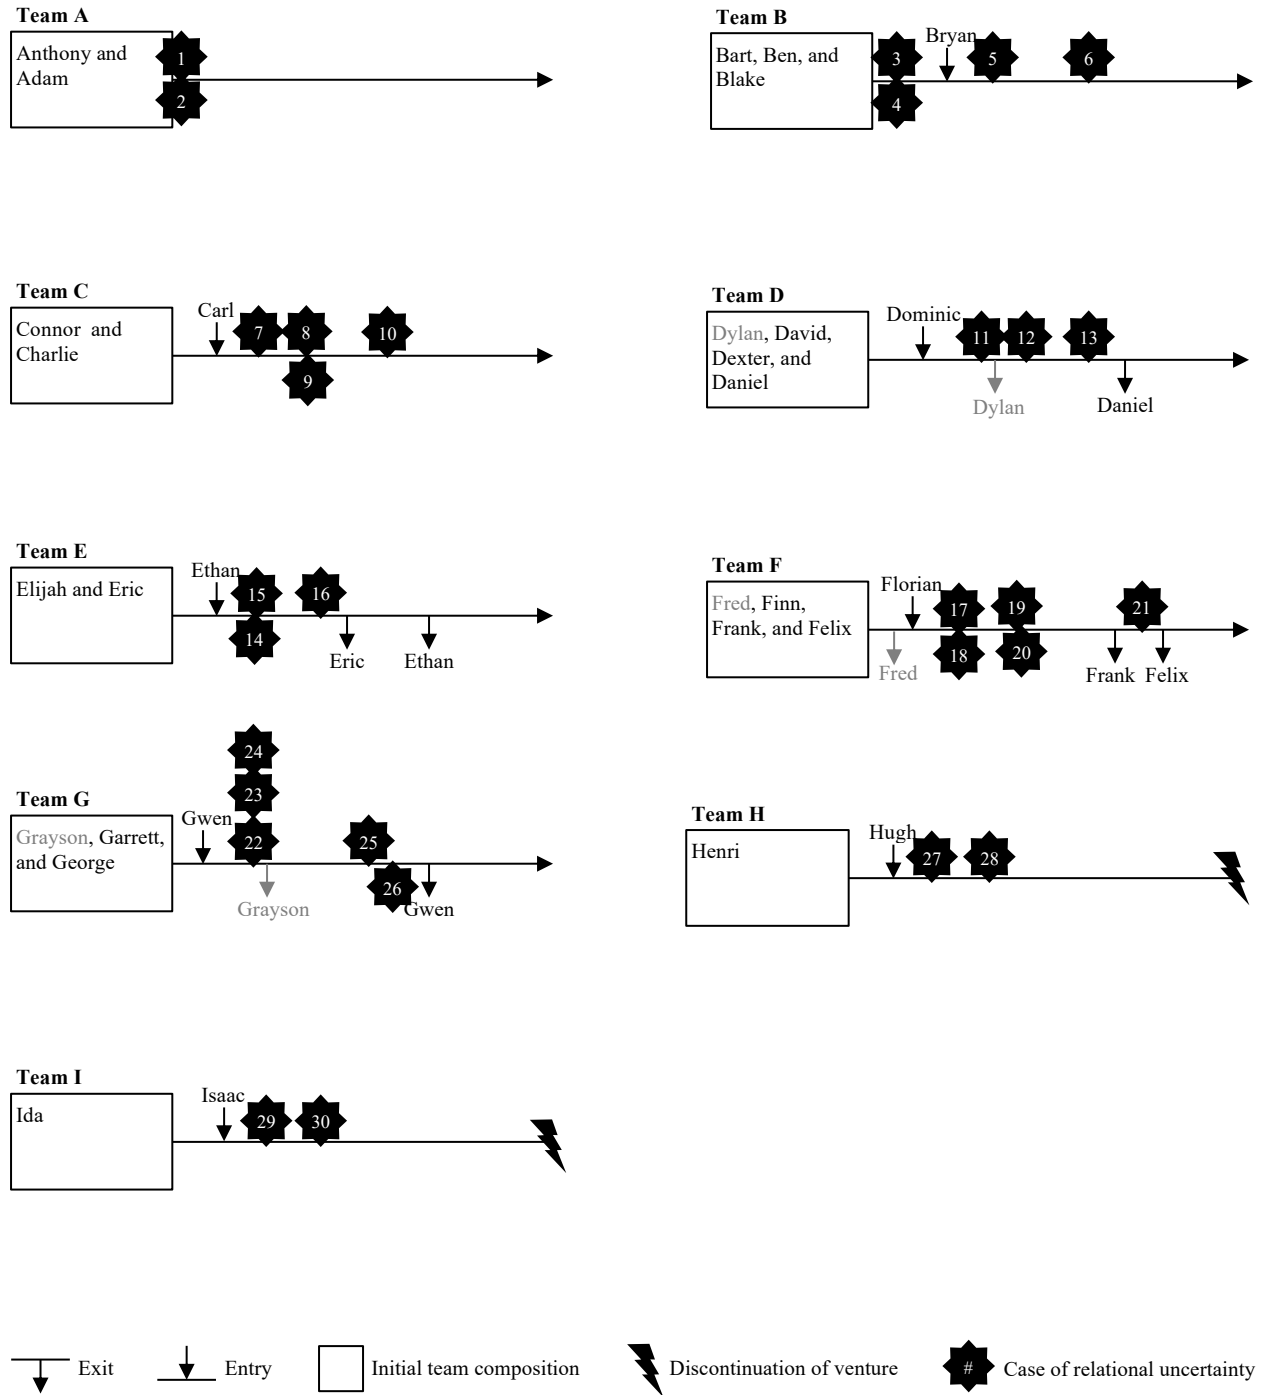 Team A
Anthony and
Adam
1
2
Team B
Bart, Ben, and
Blake
Bryan
3
4
5
6
Team C
Connor and
Charlie
Carl
7
8
9
10
Team D
Dylan, David,
Dexter, and
Daniel
Dominic
11
12
13
Dylan
Daniel
Team E
Elijah and Eric
Ethan
15
16
14
Eric
Ethan
Team F
Fred, Finn,
Frank, and Felix
Florian
17
19
21
18
20
Fred
Frank
Felix
Team G
Grayson, Garrett,
and George
Gwen
24
23
22
25
26
Grayson
Gwen
Team H
Henri
Hugh
27
28
Team I
Ida
Isaac
29
30
Exit
Entry
Initial team composition
Discontinuation of venture
#
Case of relational uncertainty